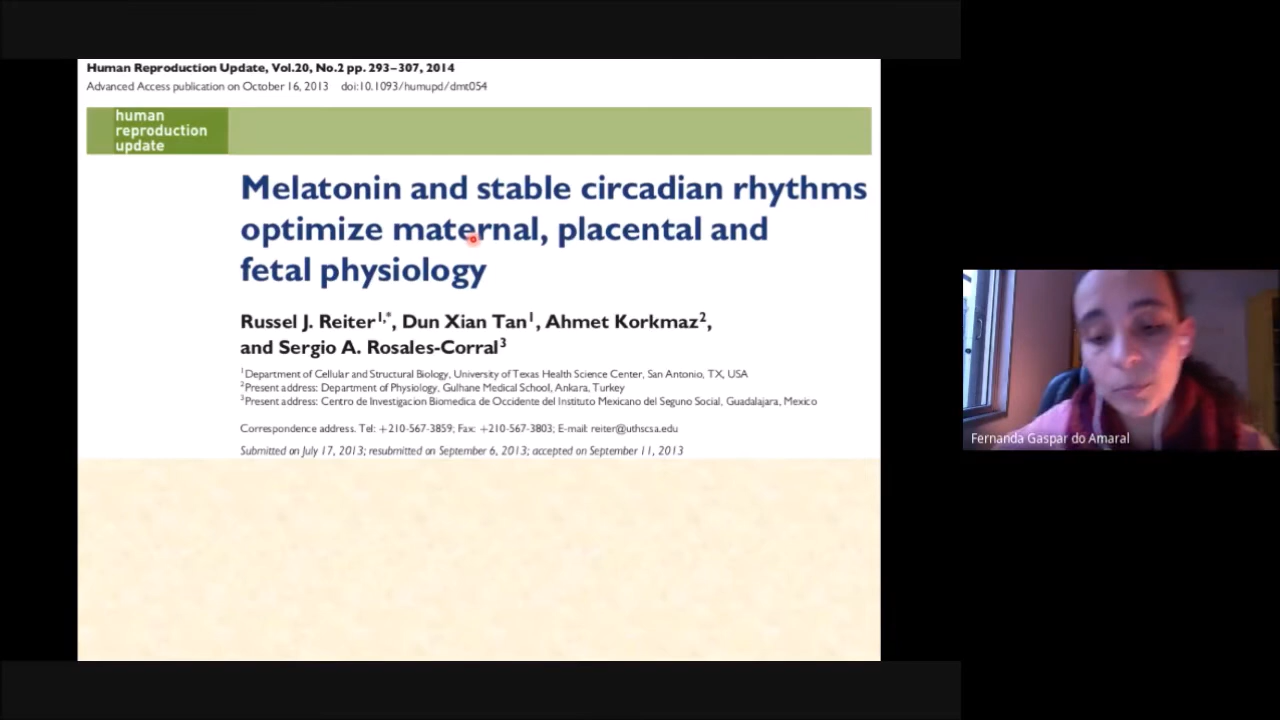 Human Reproduction Update, Vol.20, No.2 pp. 293–307, 2014
Advanced Access publication on October 16, 2013 doi:10.1093/humupd/dmt054
human
reproduction
update
Melatonin and stable circadian rhythms
optimize maternal, placental and
fetal physiology
Russel J. Reiter1,*, Dun Xian Tan1, Ahmet Korkmaz2,
and Sergio A. Rosales-Corral3
1Department of Cellular and Structural Biology, University of Texas Health Science Center, San Antonio, TX, USA
2Present address: Department of Physiology, Gulhane Medical School, Ankara, Turkey
3Present address: Centro de Investigacion Biomedica de Occidente del Instituto Mexicano del Seguno Social, Guadalajara, Mexico
Correspondence address. Tel: +210-567-3859; Fax: +210-567-3803; E-mail: reiter@uthscsa.edu
Submitted on July 17, 2013; resubmitted on September 6, 2013; accepted on September 11, 2013
Fernanda Gaspar do Amaral